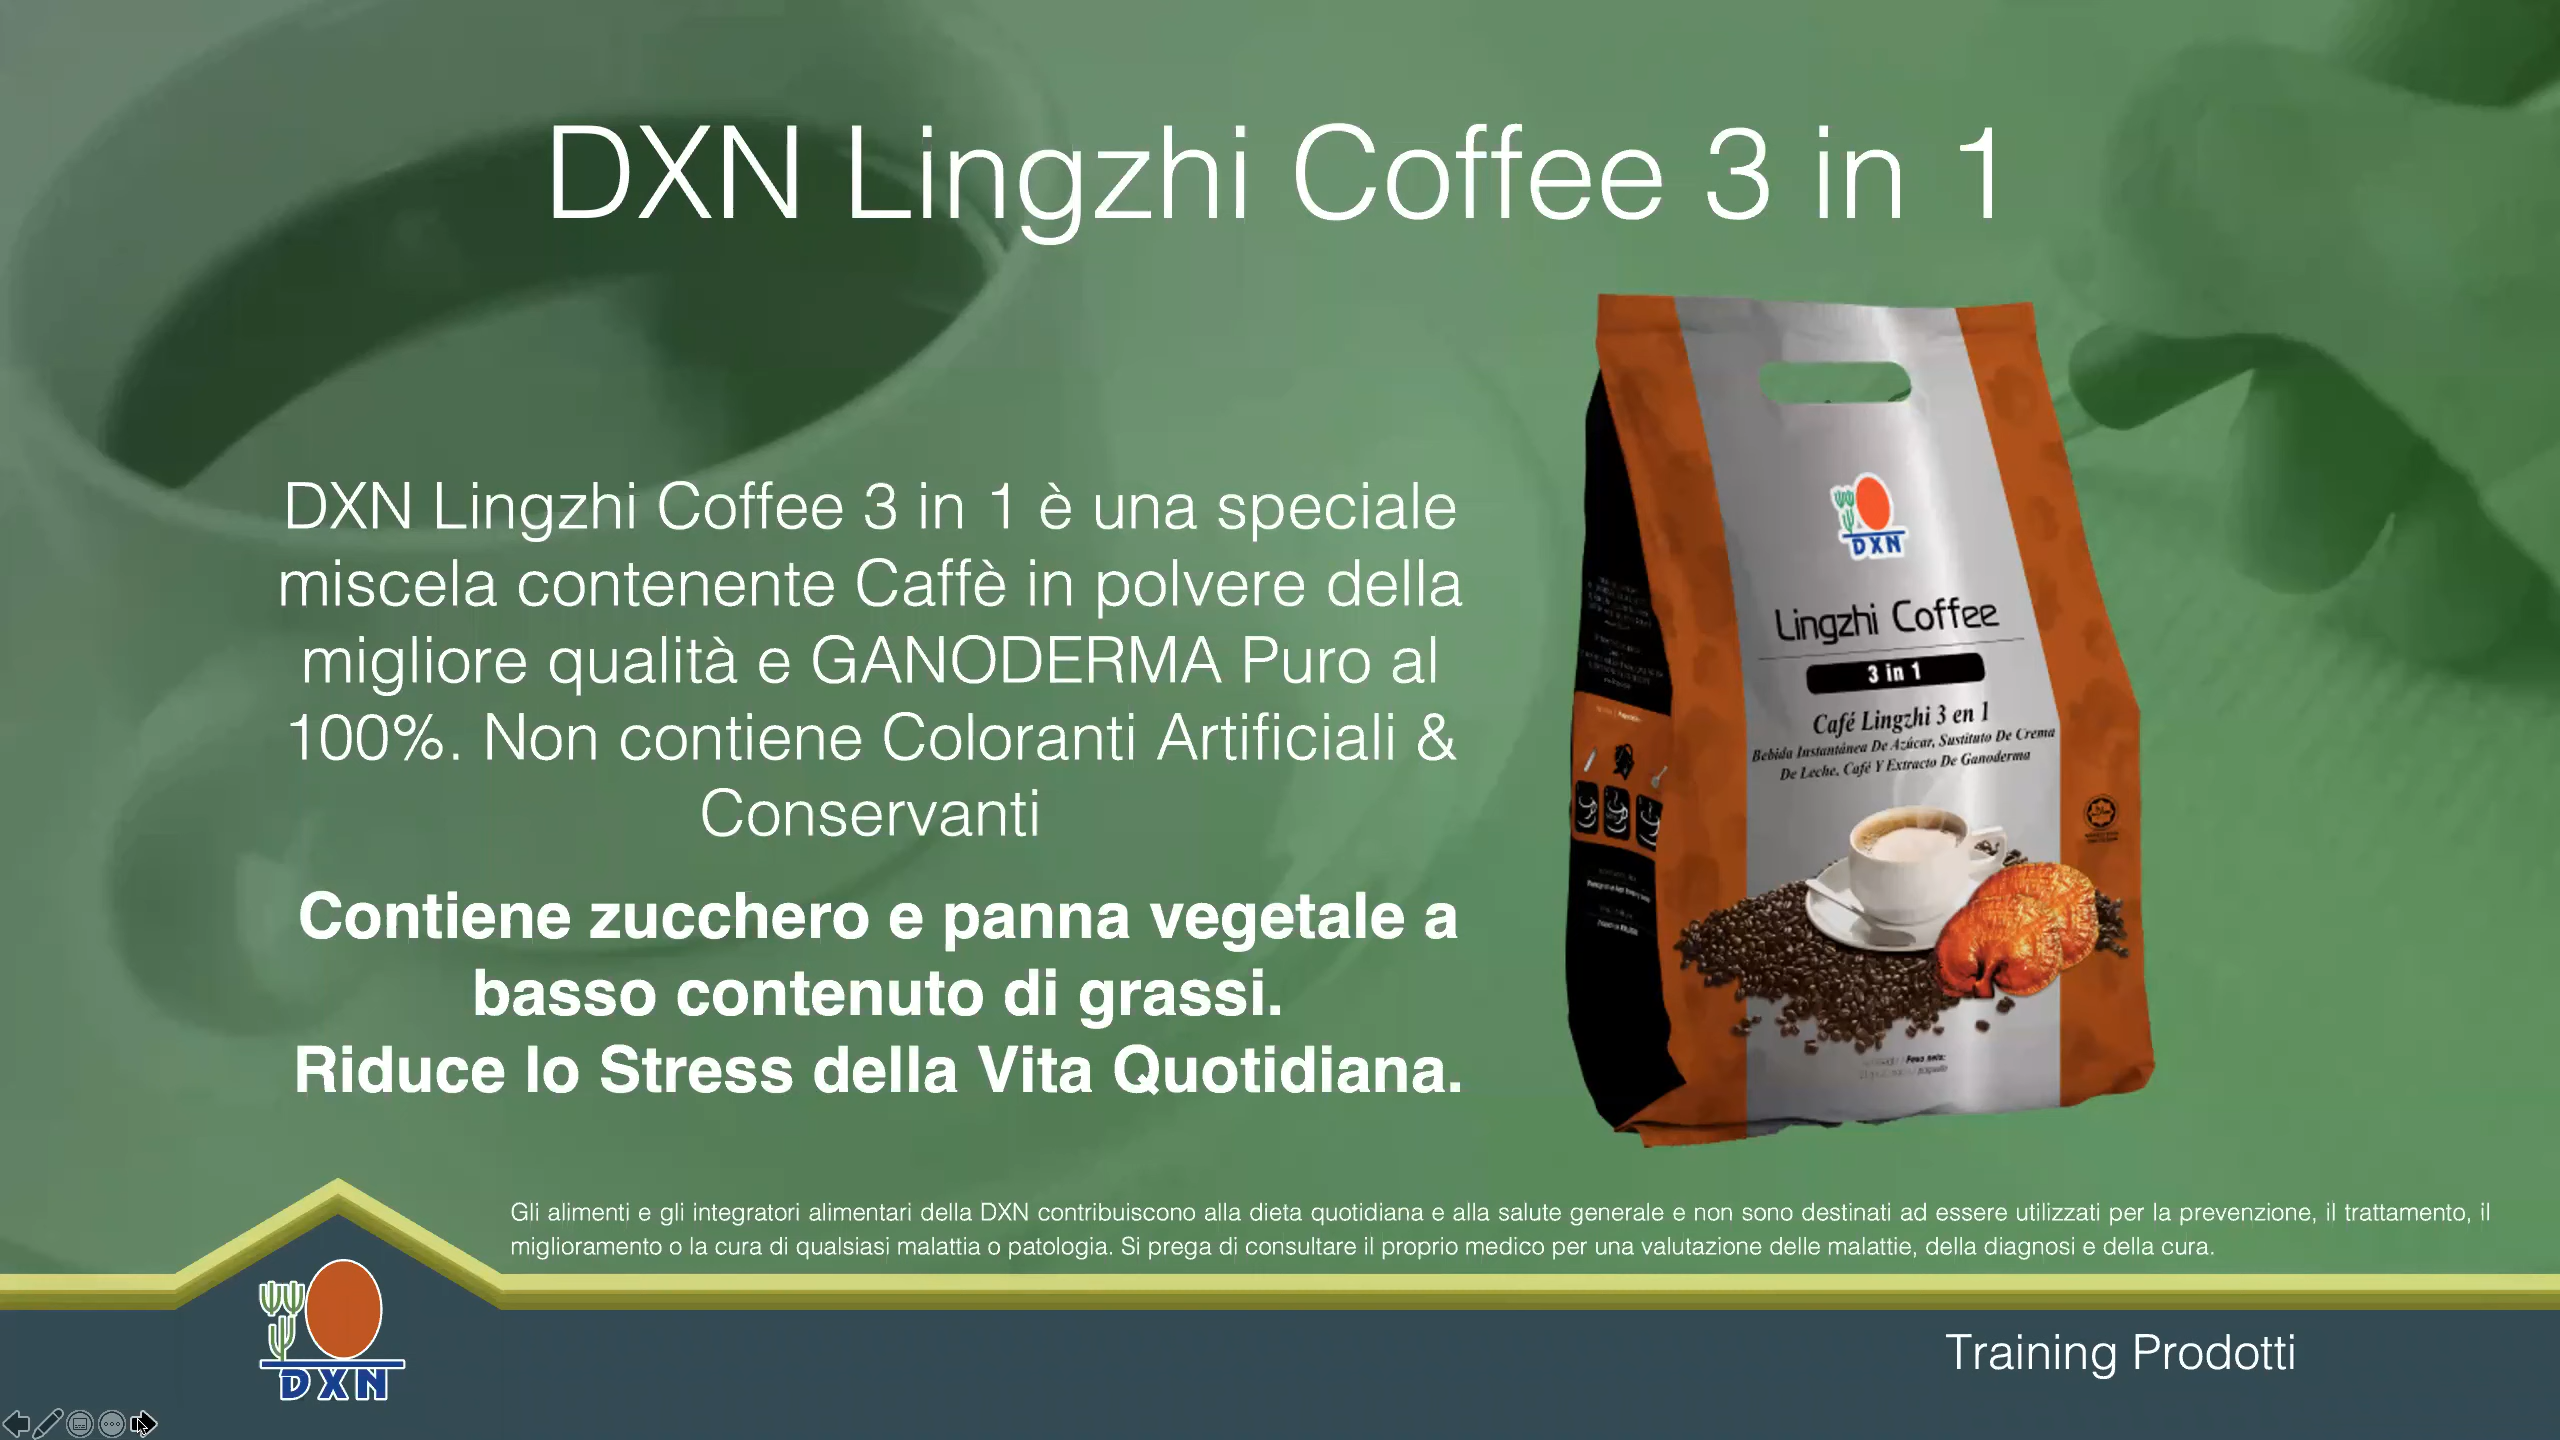 DXN Lingzhi Coffee 3 in 1
DXN Lingzhi Coffee 3 in 1 è una speciale
miscela contenente Caffè in polvere della
migliore qualità e GANODERMA Puro al
100%. Non contiene Coloranti Artificiali &
Conservanti
Contiene zucchero e panna vegetale a
basso contenuto di grassi.
Riduce lo Stress della Vita Quotidiana.
DXN
Lingzhi Coffee
3 in 1
Café Lingzhi 3 en 1
Bebida Instantánea De Azúcar, Sustituto De Crema
De Leche, Café Y Extracto De Ganoderma
Peso neto:
Gli alimenti e gli integratori alimentari della DXN contribuiscono alla dieta quotidiana e alla salute generale e non sono destinati ad essere utilizzati per la prevenzione, il trattamento, il
miglioramento o la cura di qualsiasi malattia o patologia. Si prega di consultare il proprio medico per una valutazione delle malattie, della diagnosi e della cura.
DXN
Training Prodotti